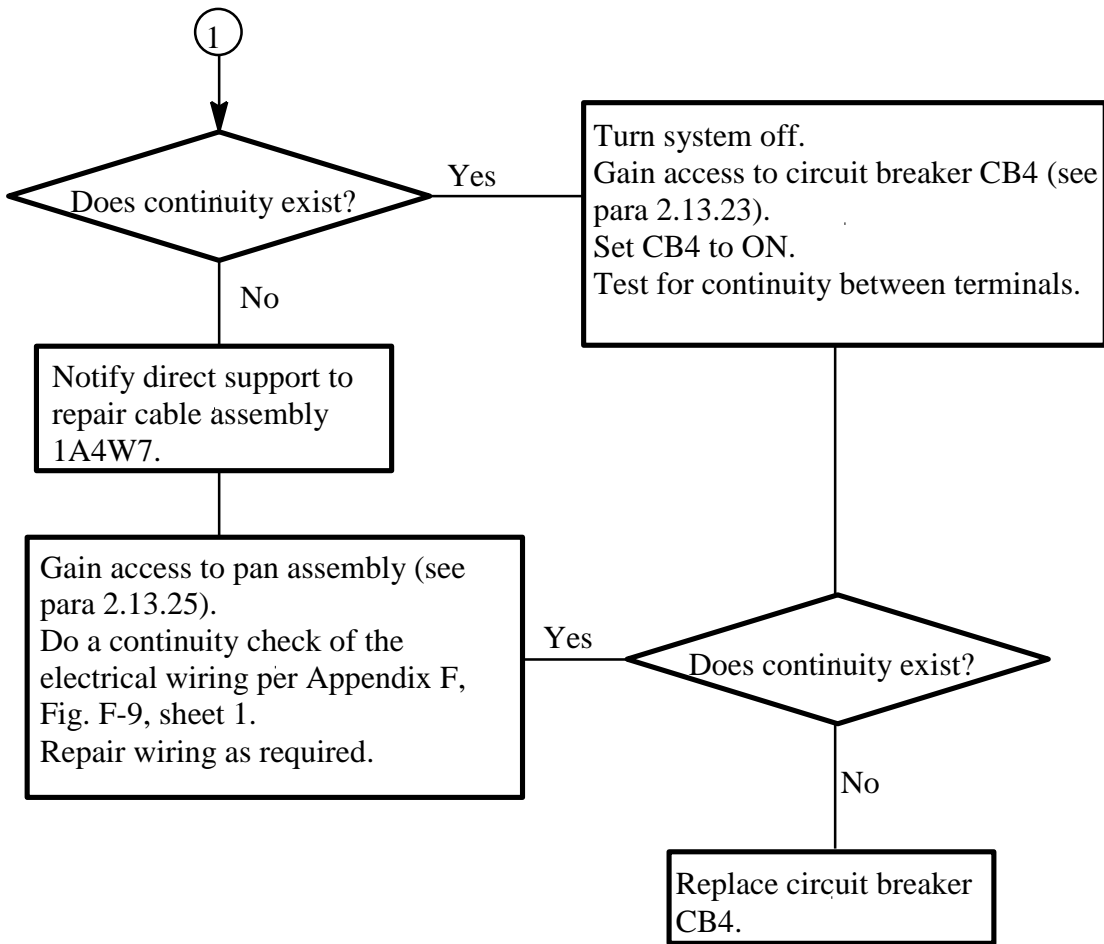 1
Does continuity exist?
Yes
Turn system off.
Gain access to circuit breaker CB4 (see
para 2.13.23).
Set CB4 to ON.
Test for continuity between terminals.
No
Notify direct support to
repair cable assembly
1A4W7.
Gain access to pan assembly (see
para 2.13.25).
Do a continuity check of the
electrical wiring per Appendix F,
Fig. F-9, sheet 1.
Repair wiring as required.
Yes
Does continuity exist?
No
Replace circuit breaker
CB4.